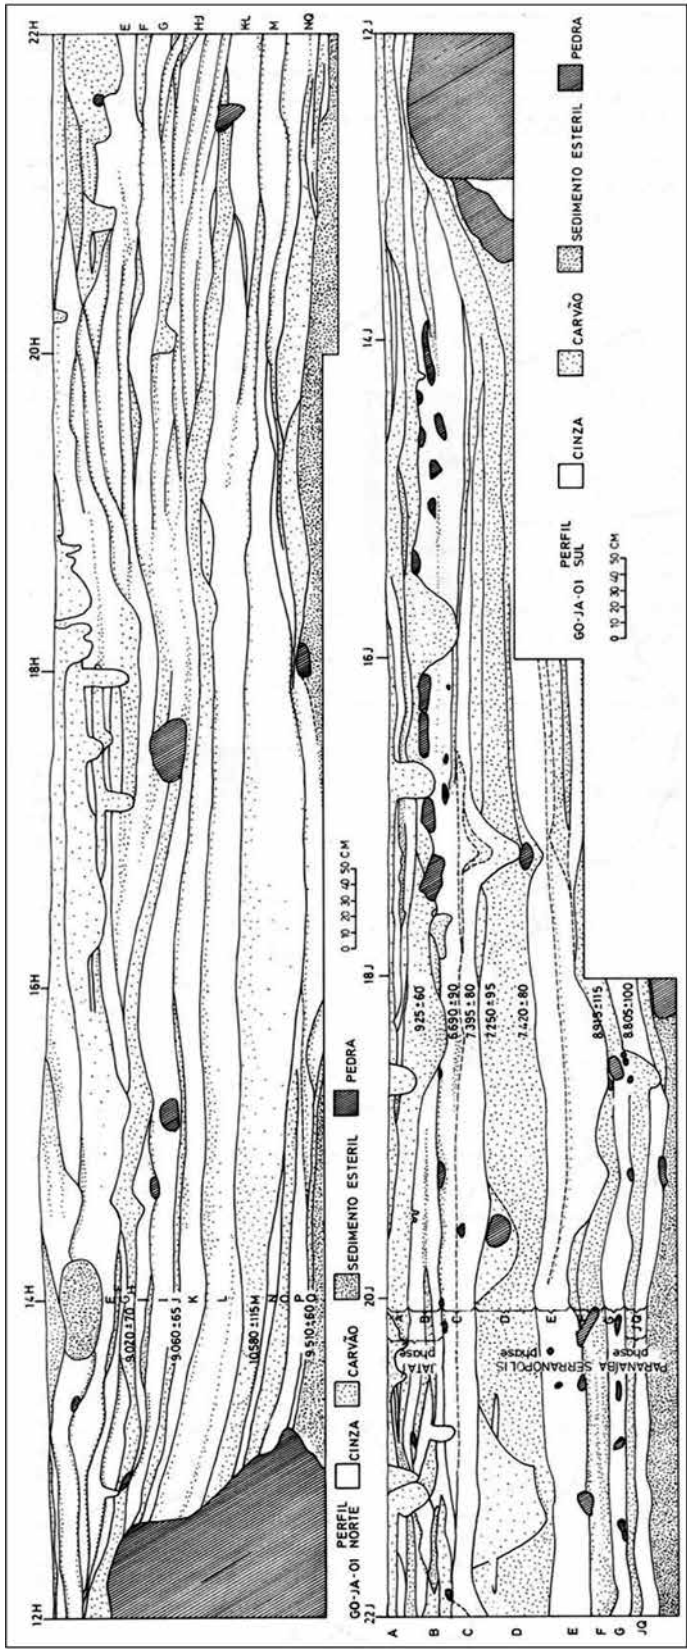 12H 14H 16H 18H 20H 22H
E
F
G
H
9.020±70
I
I
9.060±65 J
K
L
10.580±115 M
N
O
P
9.510±60 Q
E
F
G
HJ
KL
M
NQ
GO-JA-01 PERFIL NORTE
CINZA
CARVÃO
SEDIMENTO ESTERIL
PEDRA
0 10 20 30 40 50 CM
22J 20J 18J 16J 14J 12J
A
B
C
D
E
F
G
JQ
A
B
C
D
E
F
G
JQ
JATAI phase
SERRANOPOLIS phase
PARANAÍBA phase
925±60
6.690±90
7.395±80
7.250±95
7.420±80
8.915±115
8.805±100
GO-JA-01 PERFIL SUL
0 10 20 30 40 50 CM
CINZA
CARVÃO
SEDIMENTO ESTERIL
PEDRA